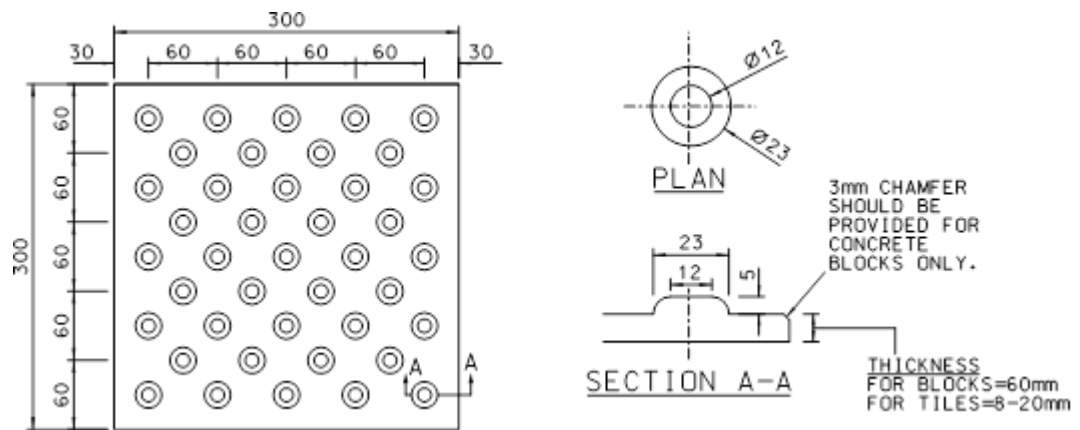 300
30 60 60 60 60 30
60
60
60
60
60
300
A A
Ø12
Ø23
PLAN
3mm CHAMFER
SHOULD BE
PROVIDED FOR
CONCRETE
BLOCKS ONLY.
23
12
5
SECTION A-A
THICKNESS
FOR BLOCKS=60mm
FOR TILES=8-20mm